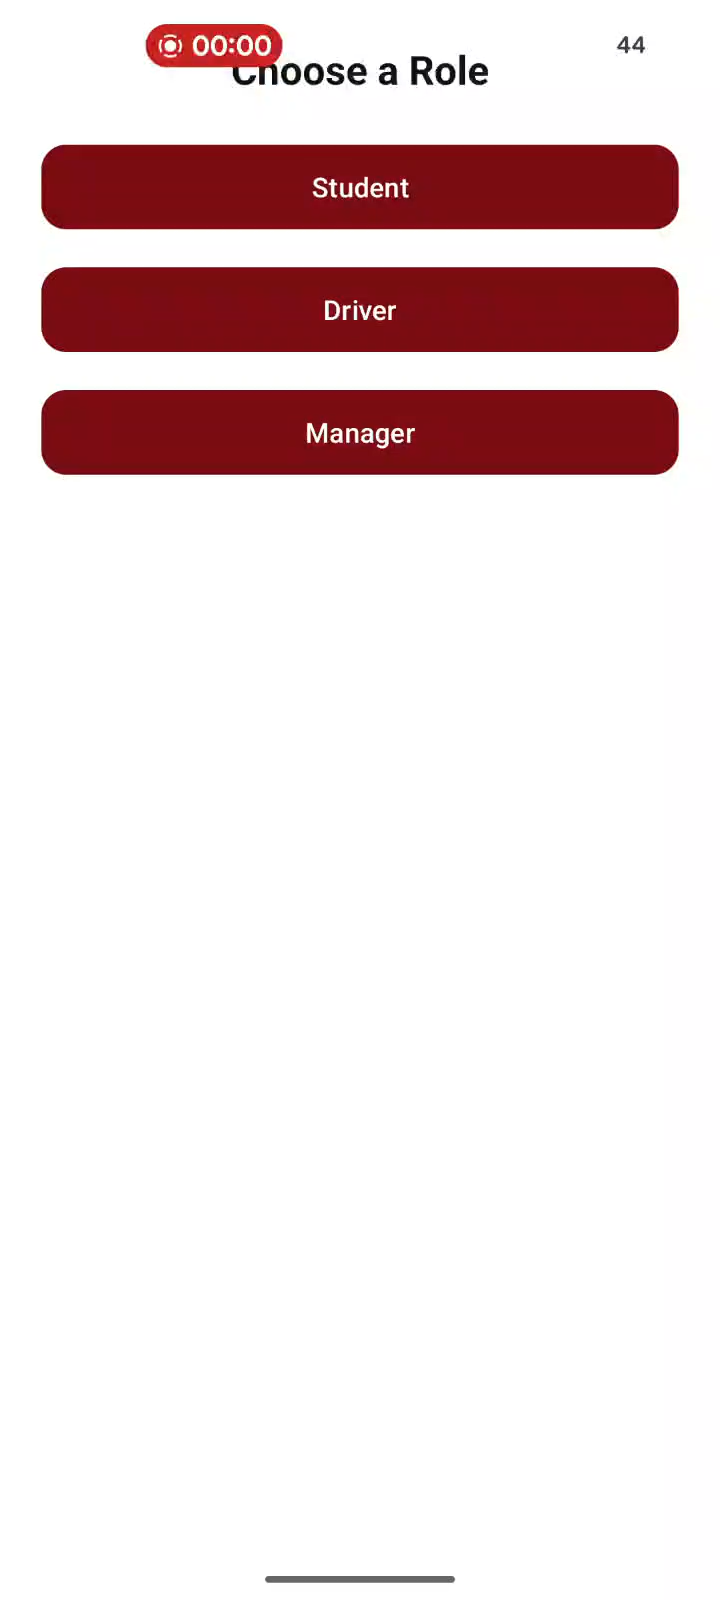 00:00
44
Choose a Role
Student
Driver
Manager